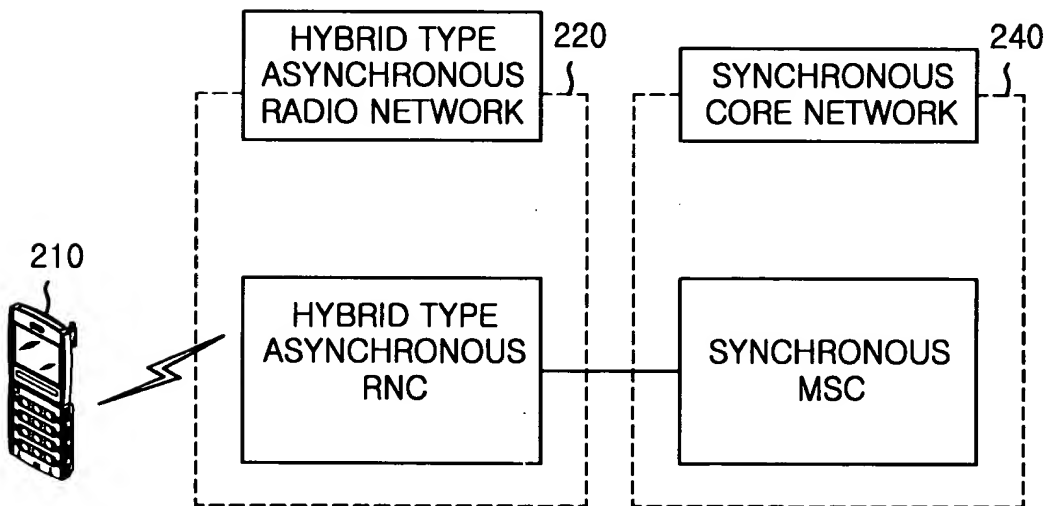 HYBRID TYPE
ASYNCHRONOUS
RADIO NETWORK
220
SYNCHRONOUS
CORE NETWORK
240
210
HYBRID TYPE
ASYNCHRONOUS
RNC
SYNCHRONOUS
MSC